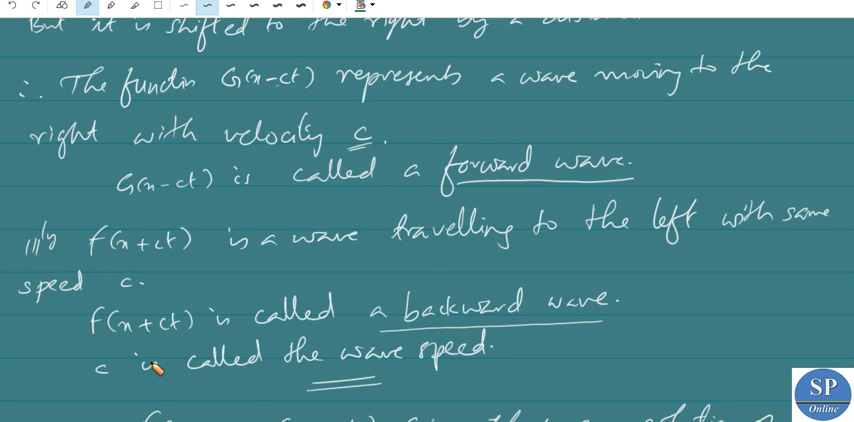 But it is shifted to the right by a
∴ The function G(x-ct) represents a wave moving to the
right with velocity c.
G(x-ct) is called a forward wave.
|||ly f(x+ct) is a wave travelling to the left with same
speed c.
f(x+ct) is called a backward wave.
c is called the wave speed.
SP
Online